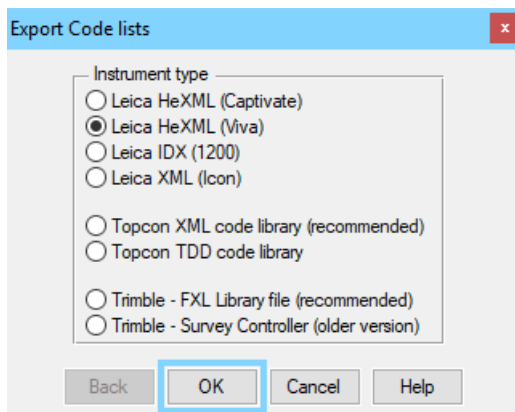 Export Code lists
x
Instrument type
Leica HeXML (Captivate)
Leica HeXML (Viva)
Leica IDX (1200)
Leica XML (Icon)
Topcon XML code library (recommended)
Topcon TDD code library
Trimble - FXL Library file (recommended)
Trimble - Survey Controller (older version)
Back OK Cancel Help